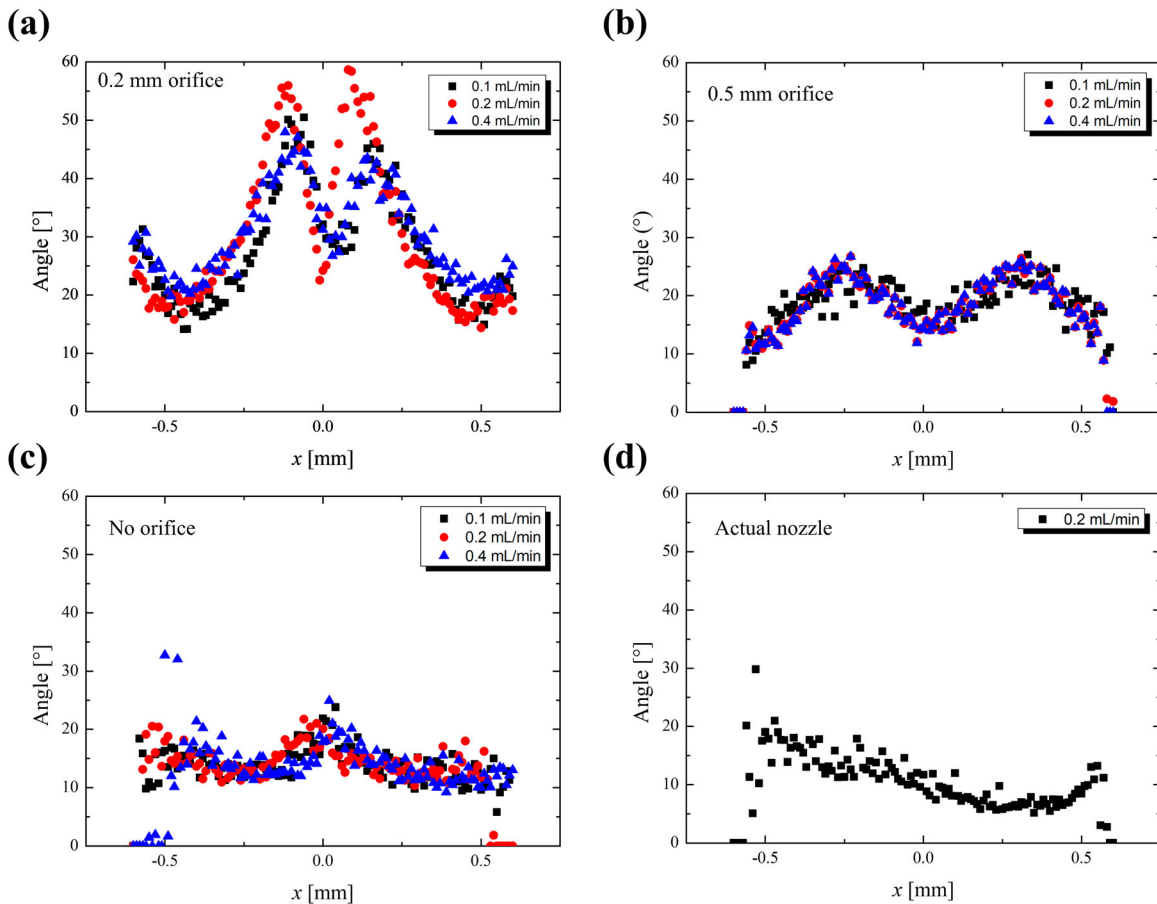 (a)
60
50
40
30
20
10
0
Angle [°]
0.2 mm orifice
0.1 mL/min
0.2 mL/min
0.4 mL/min
-0.5
0.0
0.5
x [mm]
(b)
60
50
40
30
20
10
0
Angle (°)
0.5 mm orifice
0.1 mL/min
0.2 mL/min
0.4 mL/min
-0.5
0.0
0.5
x [mm]
(c)
60
50
40
30
20
10
0
Angle [°]
No orifice
0.1 mL/min
0.2 mL/min
0.4 mL/min
-0.5
0.0
0.5
x [mm]
(d)
60
50
40
30
20
10
0
Angle [°]
Actual nozzle
0.2 mL/min
-0.5
0.0
0.5
x [mm]